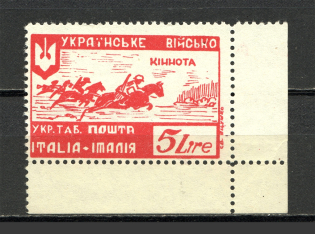 УКРАЇНСЬКЕ ВІЙСЬКО
КІННОТА
УКР. ТАБ. ПОШТА
ITALIA - ІТАЛІЯ
5 Lire